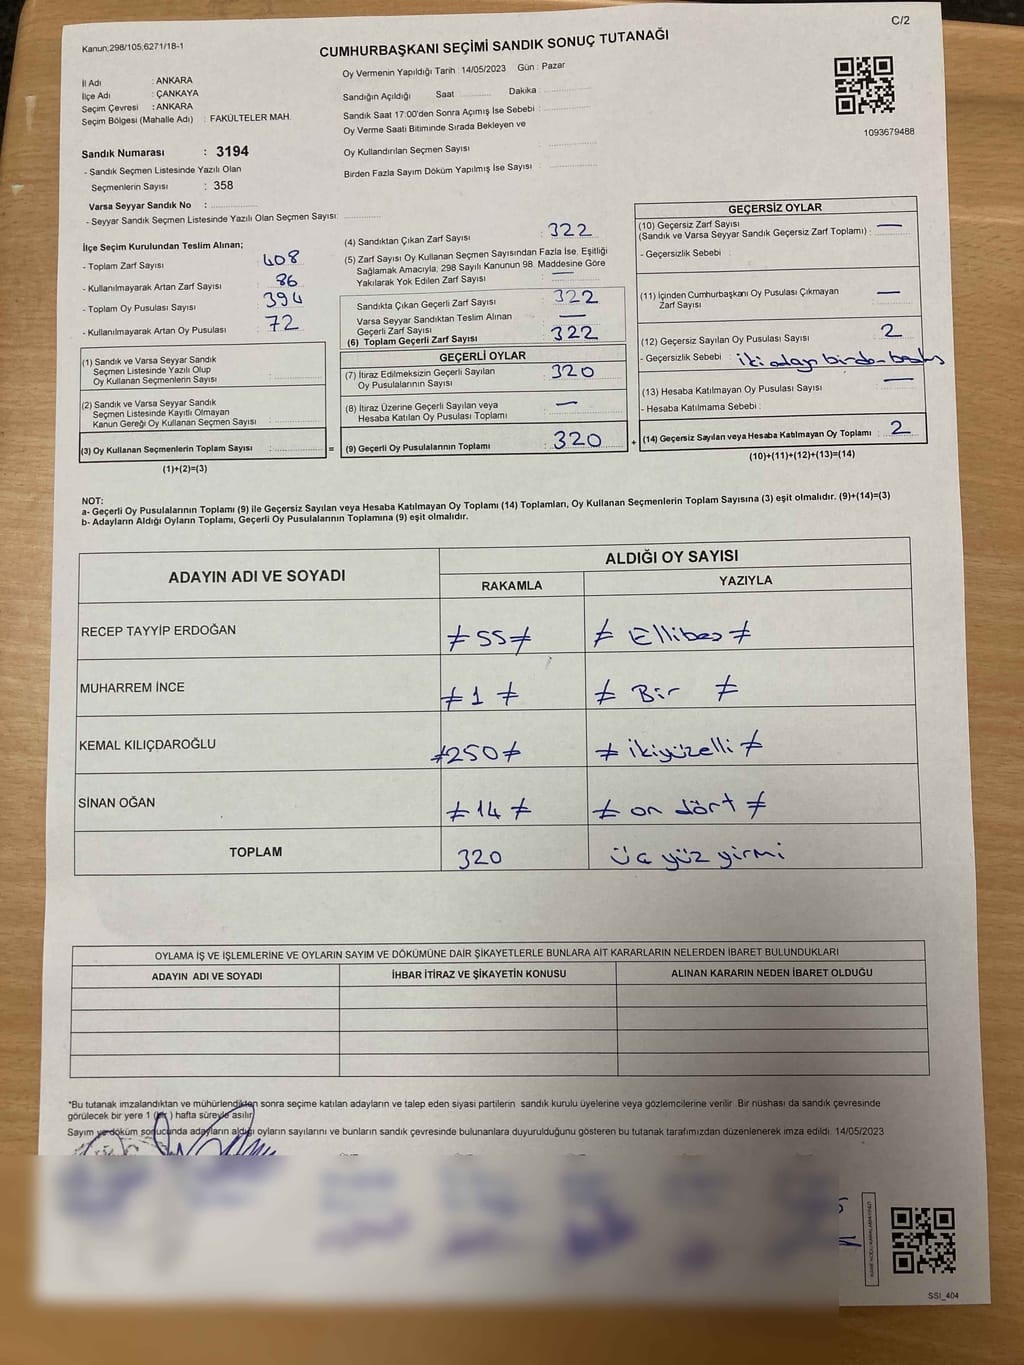 C/2
Kanun;298/105,6271/18-1
CUMHURBAŞKANI SEÇİMİ SANDIK SONUÇ TUTANAĞI
İl Adı : ANKARA
İlçe Adı : ÇANKAYA
Seçim Çevresi : ANKARA
Seçim Bölgesi (Mahalle Adı) : FAKÜLTELER MAH.
Oy Vermenin Yapıldığı Tarih : 14/05/2023 Gün : Pazar
Sandığın Açıldığı Saat Dakika :
Sandık Saat 17:00'den Sonra Açımış İse Sebebi :
Oy Verme Saati Bitiminde Sırada Bekleyen ve
Oy Kullandırılan Seçmen Sayısı :
Birden Fazla Sayım Döküm Yapılmış İse Sayısı :
1093679488
Sandık Numarası : 3194
- Sandık Seçmen Listesinde Yazılı Olan
Seçmenlerin Sayısı : 358
Varsa Seyyar Sandık No :
- Seyyar Sandık Seçmen Listesinde Yazılı Olan Seçmen Sayısı:
İlçe Seçim Kurulundan Teslim Alınan;
- Toplam Zarf Sayısı : 408
- Kullanılmayarak Artan Zarf Sayısı : 86
- Toplam Oy Pusulası Sayısı : 394
- Kullanılmayarak Artan Oy Pusulası : 72
(1) Sandık ve Varsa Seyyar Sandık
Seçmen Listesinde Yazılı Olup
Oy Kullanan Seçmenlerin Sayısı :
(2) Sandık ve Varsa Seyyar Sandık
Seçmen Listesinde Kayıtlı Olmayan
Kanun Gereği Oy Kullanan Seçmen Sayısı :
(3) Oy Kullanan Seçmenlerin Toplam Sayısı : =
(1)+(2)=(3)
(4) Sandıktan Çıkan Zarf Sayısı : 322
(5) Zarf Sayısı Oy Kullanan Seçmen Sayısından Fazla İse, Eşitliği
Sağlamak Amacıyla, 298 Sayılı Kanunun 98. Maddesine Göre
Yakılarak Yok Edilen Zarf Sayısı : —
Sandıkta Çıkan Geçerli Zarf Sayısı : 322
Varsa Seyyar Sandıktan Teslim Alınan
Geçerli Zarf Sayısı : —
(6) Toplam Geçerli Zarf Sayısı : 322
GEÇERLİ OYLAR
(7) İtiraz Edilmeksizin Geçerli Sayılan
Oy Pusulalarının Sayısı : 320
(8) İtiraz Üzerine Geçerli Sayılan veya
Hesaba Katılan Oy Pusulası Toplamı : —
(9) Geçerli Oy Pusulalarının Toplamı : 320 +
GEÇERSİZ OYLAR
(10) Geçersiz Zarf Sayısı
(Sandık ve Varsa Seyyar Sandık Geçersiz Zarf Toplamı) : —
- Geçersizlik Sebebi :
(11) İçinden Cumhurbaşkanı Oy Pusulası Çıkmayan
Zarf Sayısı : —
(12) Geçersiz Sayılan Oy Pusulası Sayısı : 2
- Geçersizlik Sebebi : iki adayı birden
(13) Hesaba Katılmayan Oy Pusulası Sayısı : —
- Hesaba Katılmama Sebebi :
(14) Geçersiz Sayılan veya Hesaba Katılmayan Oy Toplamı : 2
(10)+(11)+(12)+(13)=(14)
NOT:
a- Geçerli Oy Pusulalarının Toplamı (9) ile Geçersiz Sayılan veya Hesaba Katılmayan Oy Toplamı (14) Toplamları, Oy Kullanan Seçmenlerin Toplam Sayısına (3) eşit olmalıdır. (9)+(14)=(3)
b- Adayların Aldığı Oyların Toplamı, Geçerli Oy Pusulalarının Toplamına (9) eşit olmalıdır.
ADAYIN ADI VE SOYADI
ALDIĞI OY SAYISI
RAKAMLA YAZIYLA
RECEP TAYYİP ERDOĞAN ≠ 55 ≠ ≠ Ellibeş ≠
MUHARREM İNCE ≠ 1 ≠ ≠ Bir ≠
KEMAL KILIÇDAROĞLU ≠ 250 ≠ ≠ ikiyüzelli ≠
SİNAN OĞAN ≠ 14 ≠ ≠ on dört ≠
TOPLAM 320 üç yüz yirmi
OYLAMA İŞ VE İŞLEMLERİNE VE OYLARIN SAYIM VE DÖKÜMÜNE DAİR ŞİKAYETLERLE BUNLARA AİT KARARLARIN NELERDEN İBARET BULUNDUKLARI
ADAYIN ADI VE SOYADI İHBAR İTİRAZ VE ŞİKAYETİN KONUSU ALINAN KARARIN NEDEN İBARET OLDUĞU
*Bu tutanak imzalandıktan ve mühürlendikten sonra seçime katılan adayların ve talep eden siyasi partilerin sandık kurulu üyelerine veya gözlemcilerine verilir. Bir nüshası da sandık çevresinde
görülecek bir yere 1 (bir) hafta süreyle asılır.
Sayım ve döküm sonucunda adayların aldığı oyların sayılarını ve bunların sandık çevresinde bulunanlara duyurulduğunu gösteren bu tutanak tarafımızdan düzenlenerek imza edildi. 14/05/2023
SSI_404